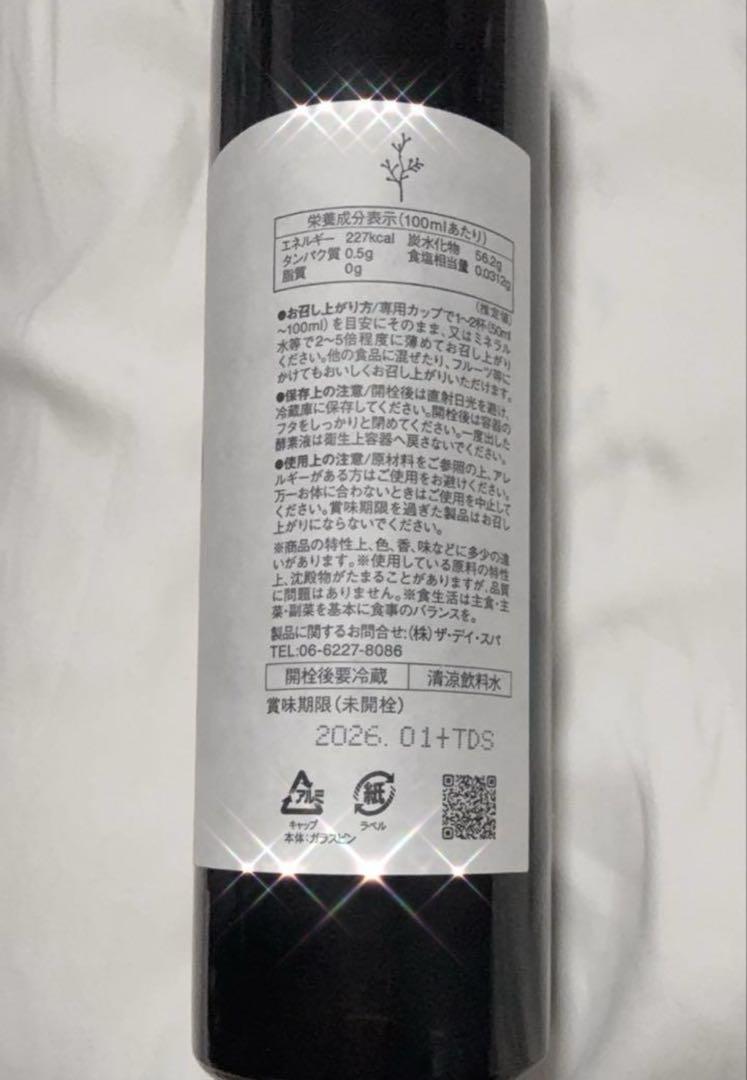 栄養成分表示(100mlあたり)
エネルギー 227kcal 炭水化物 56.2g
タンパク質 0.5g 食塩相当量 0.0312g
脂質 0g
(推定値)
●お召し上がり方/専用カップで1~2杯(50ml
~100ml)を目安にそのまま、又はミネラル
水等で2~5倍程度に薄めてお召し上がり
ください。他の食品に混ぜたり、フルーツ等に
かけてもおいしくお召し上がりいただけます。
●保存上の注意/開栓後は直射日光を避け、
冷蔵庫に保存してください。開栓後は容器の
フタをしっかりと閉めてください。一度出した
酵素液は衛生上容器へ戻さないでください。
●使用上の注意/原材料をご参照の上、アレ
ルギーがある方はご使用をお避けください。
万一お体に合わないときはご使用を中止して
ください。賞味期限を過ぎた製品はお召し
上がりにならないでください。
※商品の特性上、色、香、味などに多少の違
いがあります。※使用している原料の特性
上、沈殿物がたまることがありますが、品質
に問題はありません。※食生活は主食・主
菜・副菜を基本に食事のバランスを。
製品に関するお問合せ:(株)ザ・デイ・スパ
TEL:06-6227-8086
開栓後要冷蔵 清涼飲料水
賞味期限(未開栓)
2026.01+TDS
アルミ 紙
キャップ ラベル
本体:ガラスビン